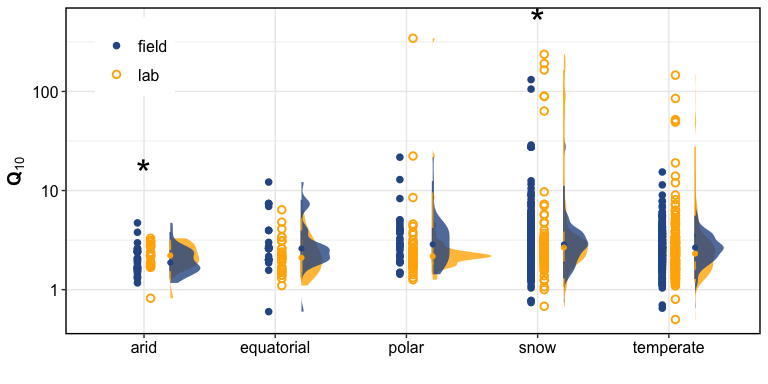 *
field
lab
*
100
10
1
Q10
arid
equatorial
polar
snow
temperate